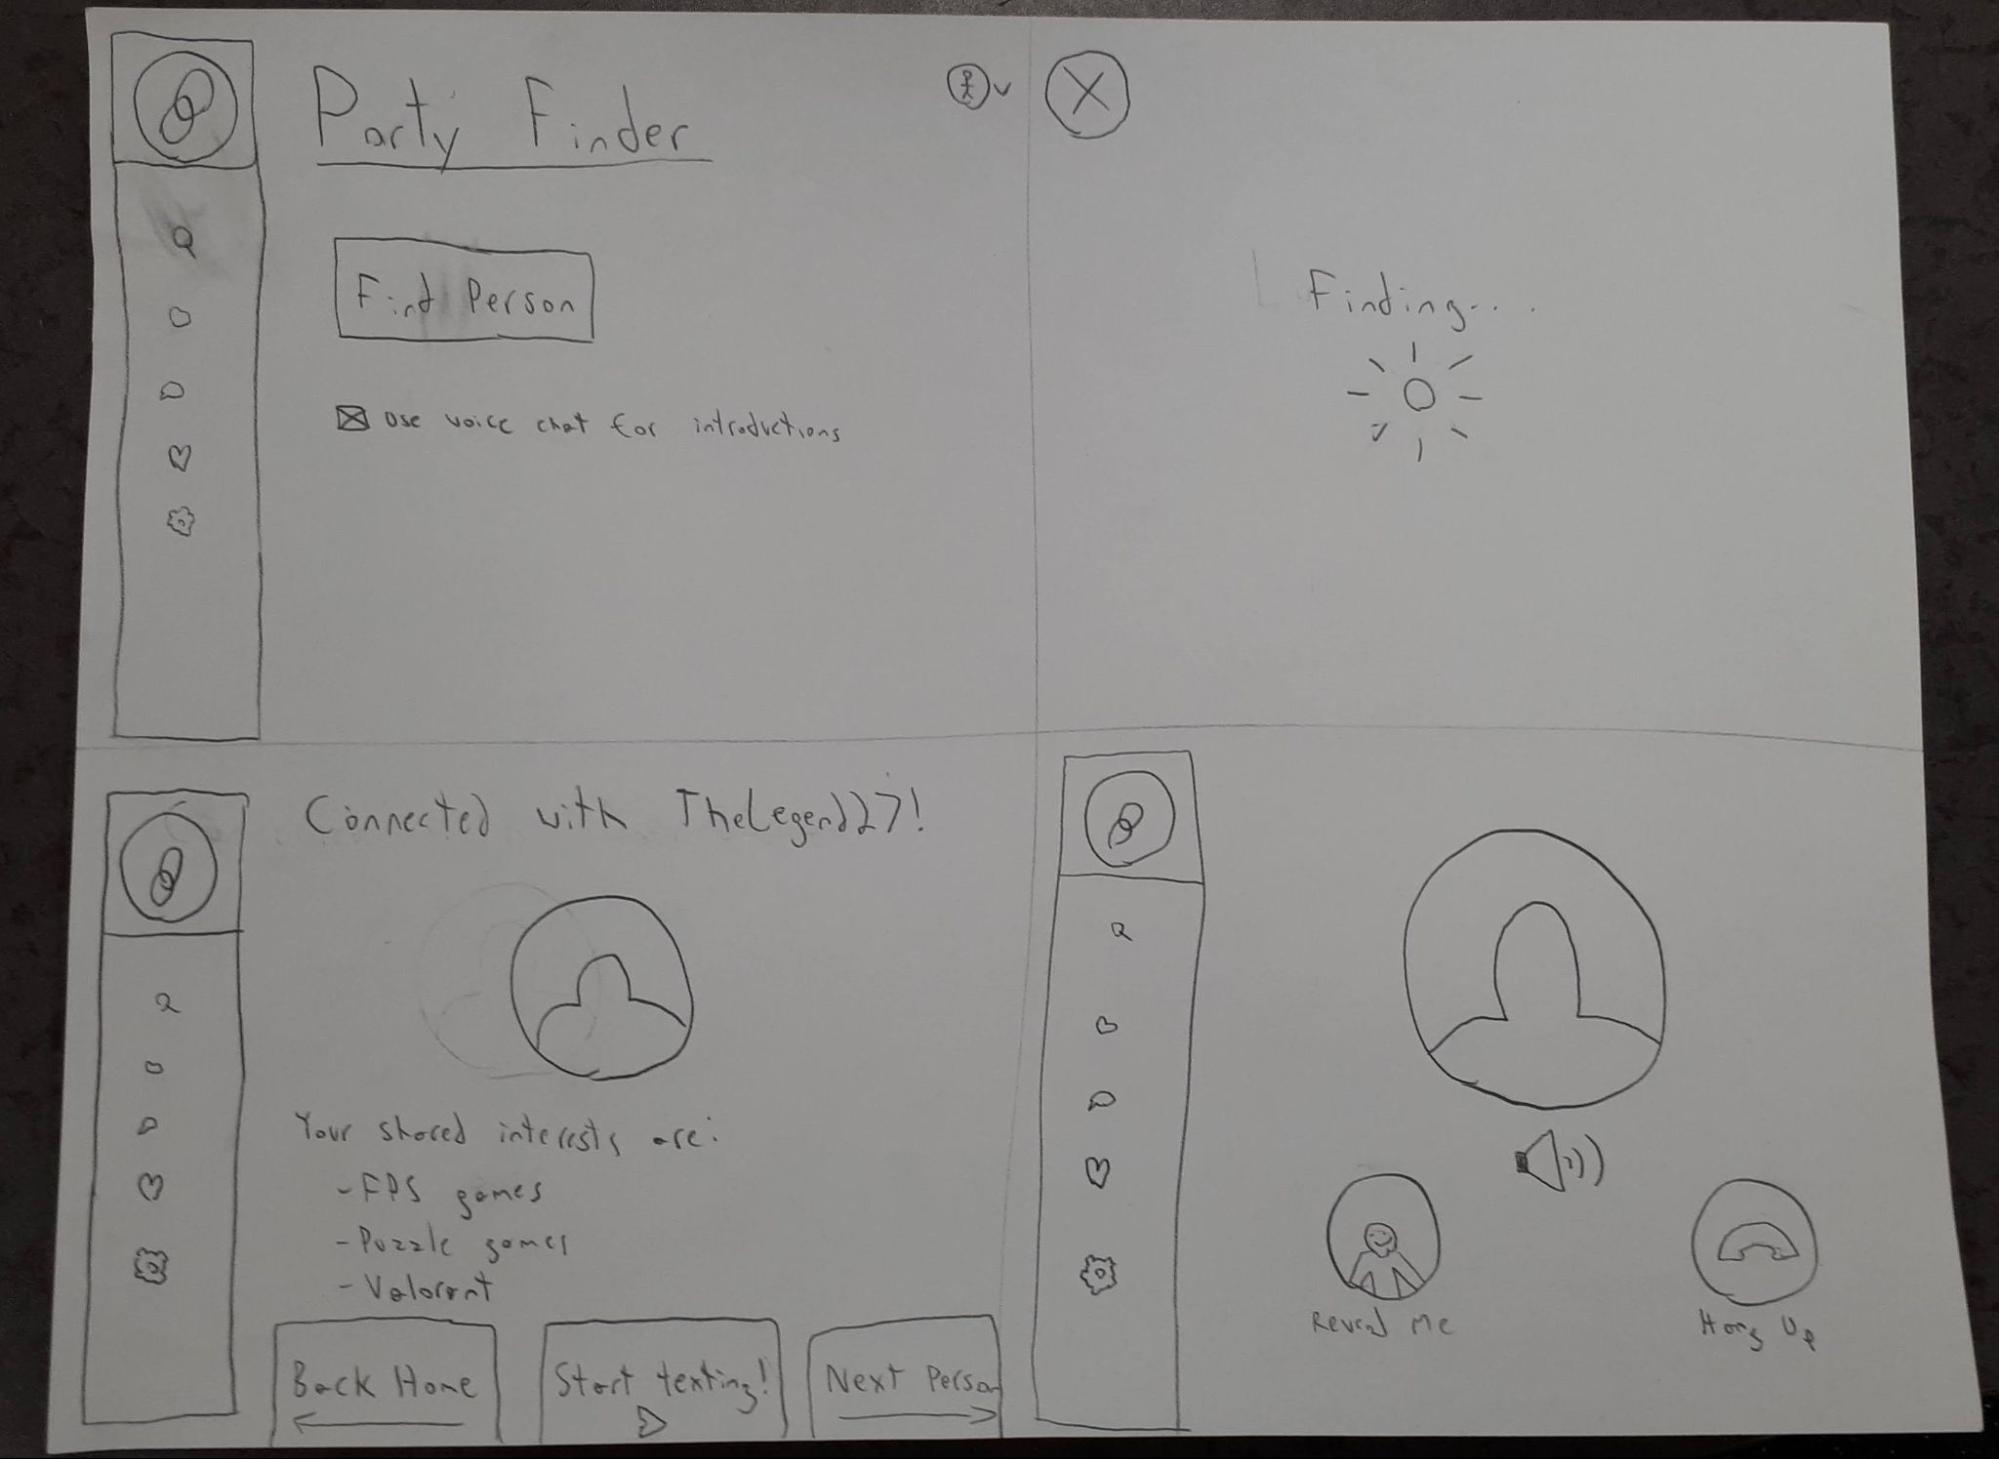 Party Finder
Find Person
Use voice chat for introductions
Finding...
Connected with TheLegend27!
Your shared interests are:
- FPS games
- Puzzle games
- Valorant
Back Home
Start texting!
Next Person
Reveal Me
Hang Up